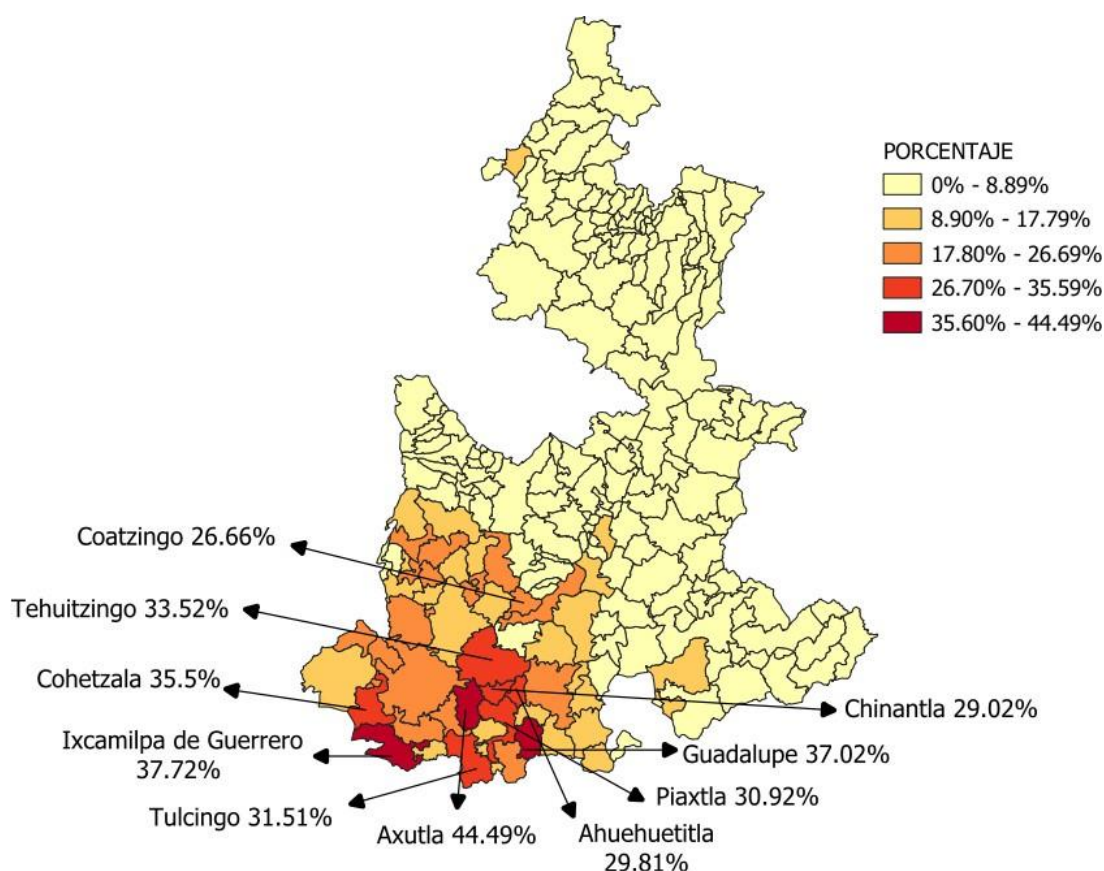 PORCENTAJE
0% - 8.89%
8.90% - 17.79%
17.80% - 26.69%
26.70% - 35.59%
35.60% - 44.49%
Coatzingo 26.66%
Tehuitzingo 33.52%
Cohetzala 35.5%
Ixcamilpa de Guerrero
37.72%
Tulcingo 31.51%
Axutla 44.49%
Ahuehuetitla
29.81%
Piaxtla 30.92%
Guadalupe 37.02%
Chinantla 29.02%